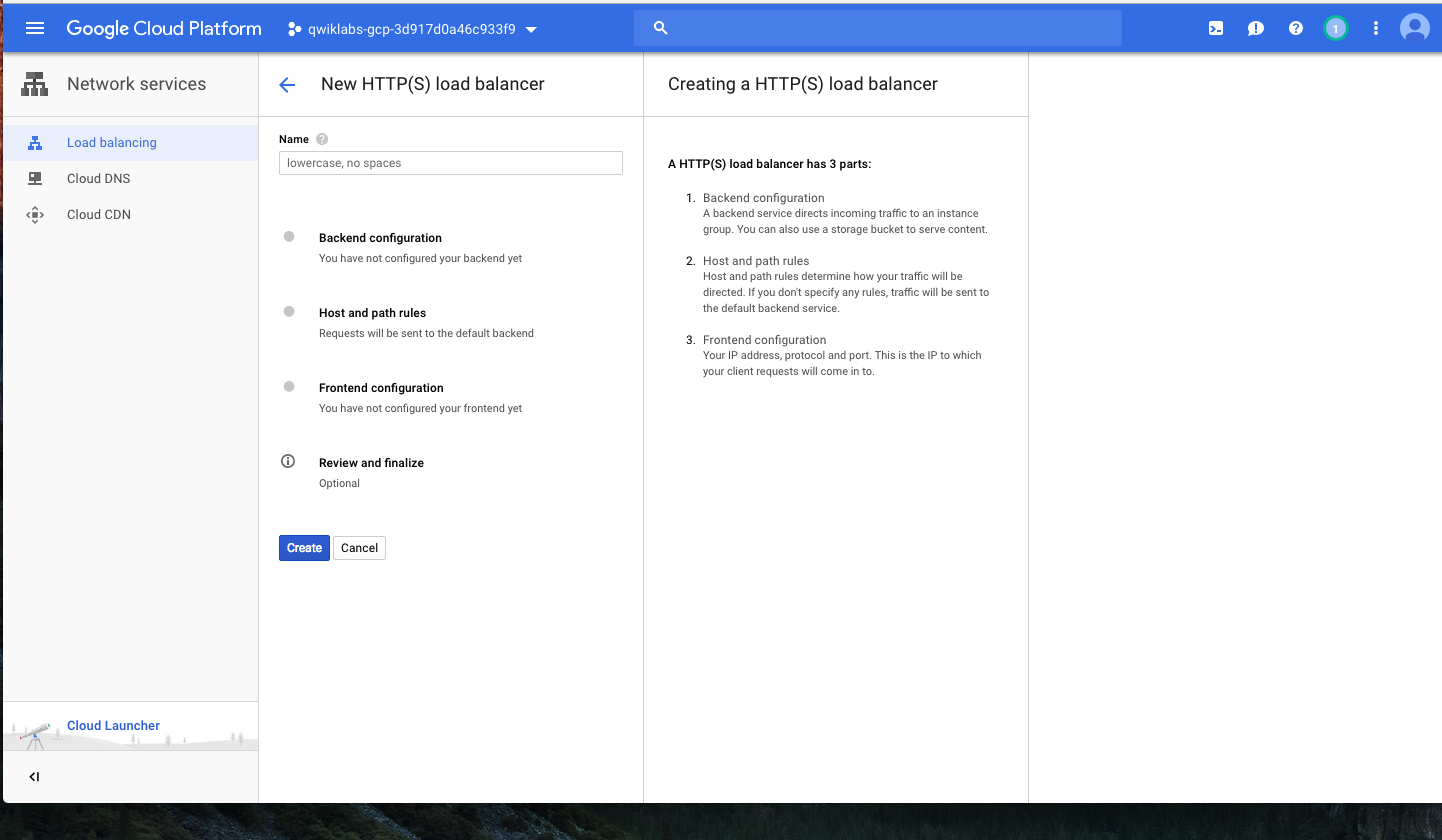 Google Cloud Platform
qwiklabs-gcp-3d917d0a46c933f9
1
Network services
Load balancing
Cloud DNS
Cloud CDN
Cloud Launcher
New HTTP(S) load balancer
Name
lowercase, no spaces
Backend configuration
You have not configured your backend yet
Host and path rules
Requests will be sent to the default backend
Frontend configuration
You have not configured your frontend yet
Review and finalize
Optional
Create Cancel
Creating a HTTP(S) load balancer
A HTTP(S) load balancer has 3 parts:
1. Backend configuration
A backend service directs incoming traffic to an instance
group. You can also use a storage bucket to serve content.
2. Host and path rules
Host and path rules determine how your traffic will be
directed. If you don't specify any rules, traffic will be sent to
the default backend service.
3. Frontend configuration
Your IP address, protocol and port. This is the IP to which
your client requests will come in to.